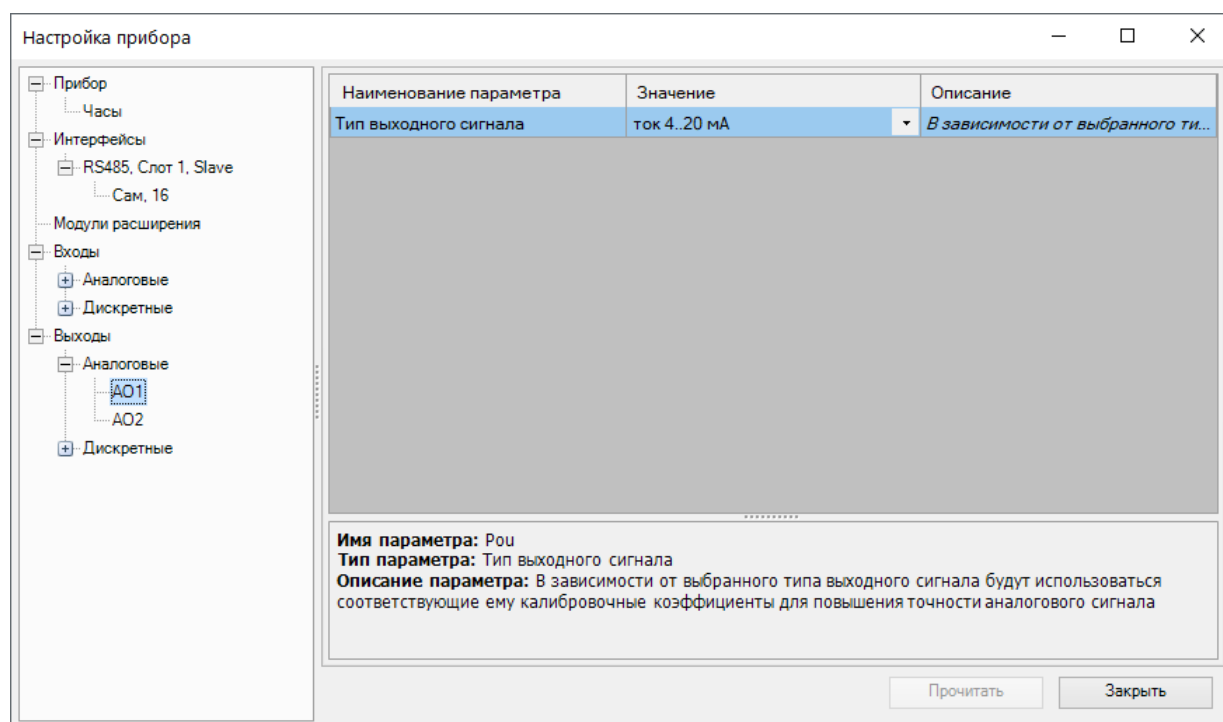 Настройка прибора
Прибор
Часы
Интерфейсы
RS485, Слот 1, Slave
Сам, 16
Модули расширения
Входы
Аналоговые
Дискретные
Выходы
Аналоговые
АО1
АО2
Дискретные
Наименование параметра Значение Описание
Тип выходного сигнала ток 4..20 мА В зависимости от выбранного ти...
Имя параметра: Pou
Тип параметра: Тип выходного сигнала
Описание параметра: В зависимости от выбранного типа выходного сигнала будут использоваться
соответствующие ему калибровочные коэффициенты для повышения точности аналогового сигнала
Прочитать Закрыть